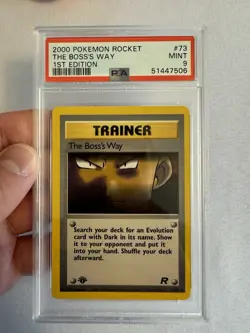 2000 POKEMON ROCKET #73
THE BOSS'S WAY MINT
1ST EDITION 9
PSA 51447506
TRAINER
The Boss's Way
Search your deck for an Evolution
card with Dark in its name. Show
it to your opponent and put it
into your hand. Shuffle your deck
afterward.
1
R